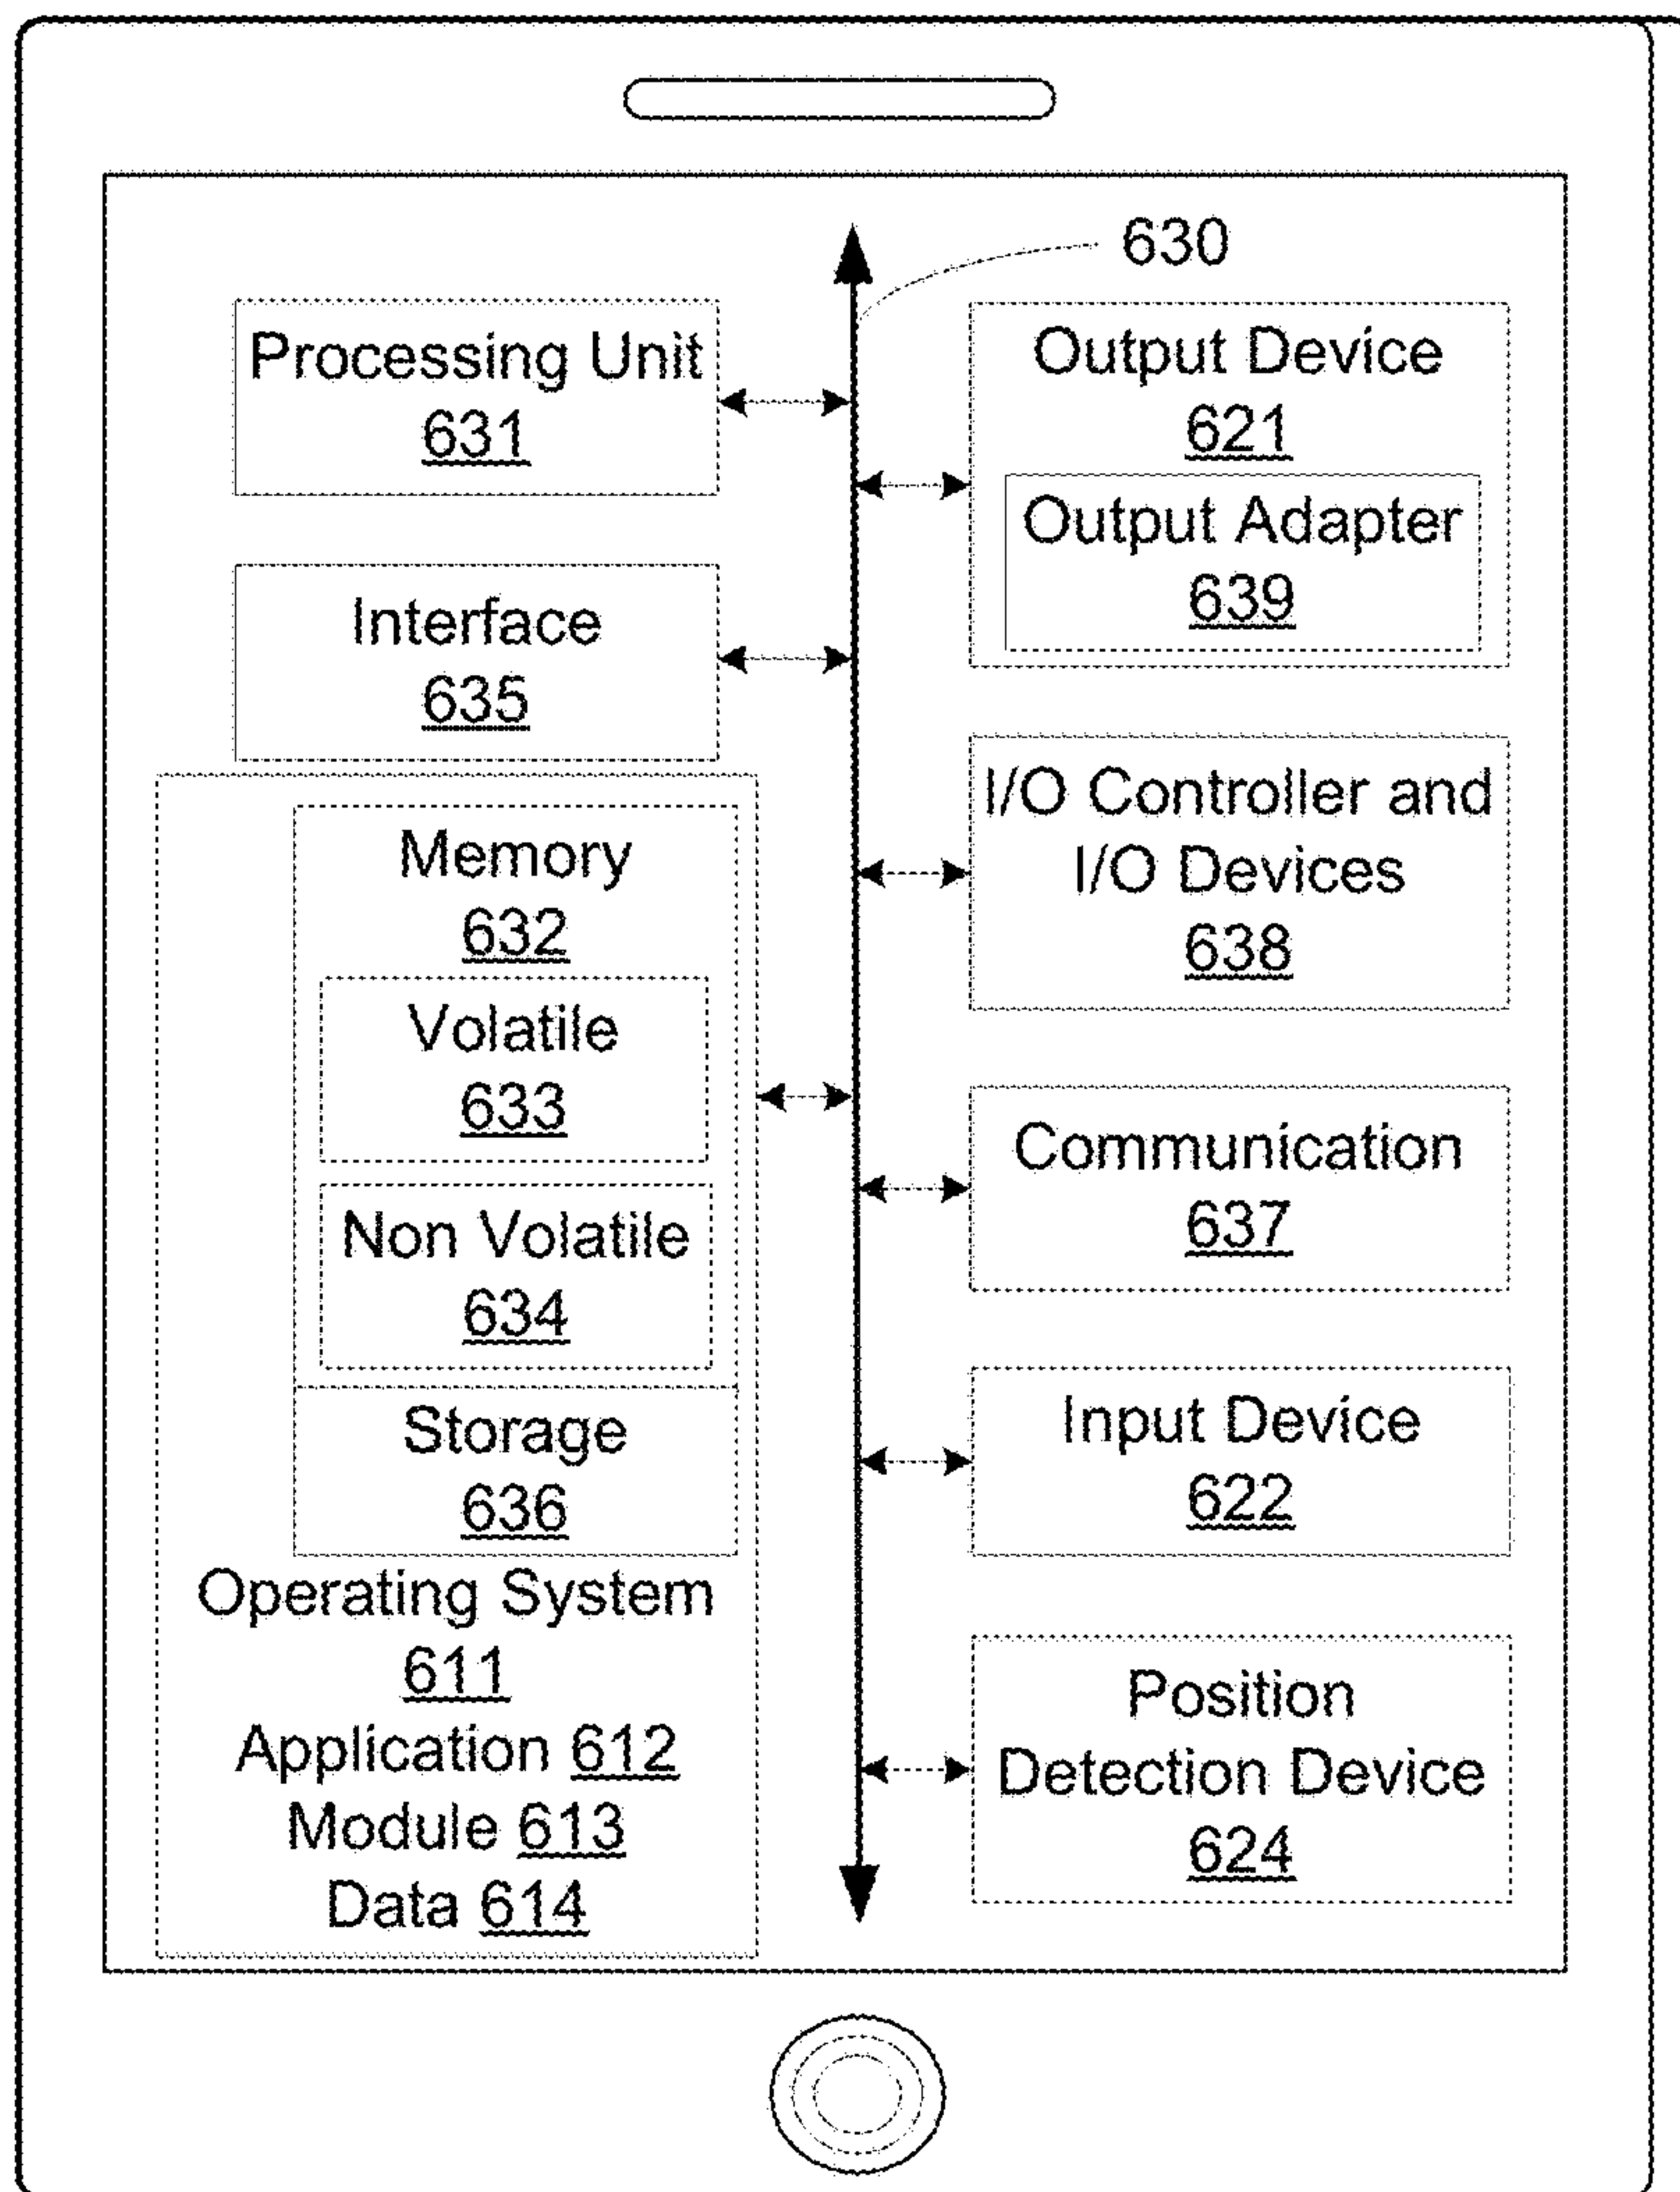 630
Processing Unit
631
Interface
635
Memory
632
Volatile
633
Non Volatile
634
Storage
636
Operating System
611
Application 612
Module 613
Data 614
Output Device
621
Output Adapter
639
I/O Controller and
I/O Devices
638
Communication
637
Input Device
622
Position
Detection Device
624